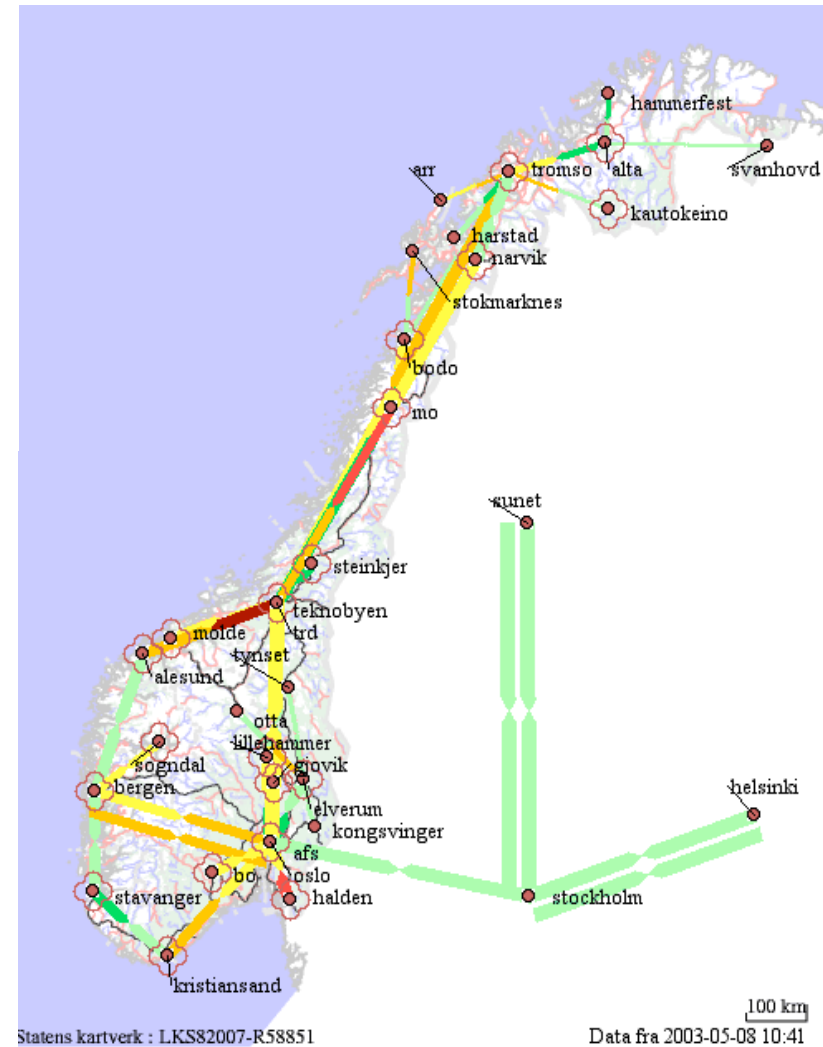 hammerfest
arr
tromso
alta
svanhovd
kautokeino
harstad
narvik
stokmarknes
bodo
mo
sunet
steinkjer
teknobyen
molde
trd
tynset
alesund
otta
lillehammer
sogndal
gjovik
bergen
helsinki
elverum
kongsvinger
afs
bo
oslo
stavanger
halden
stockholm
kristiansand
100 km
Statens kartverk : LKS82007-R58851
Data fra 2003-05-08 10:41